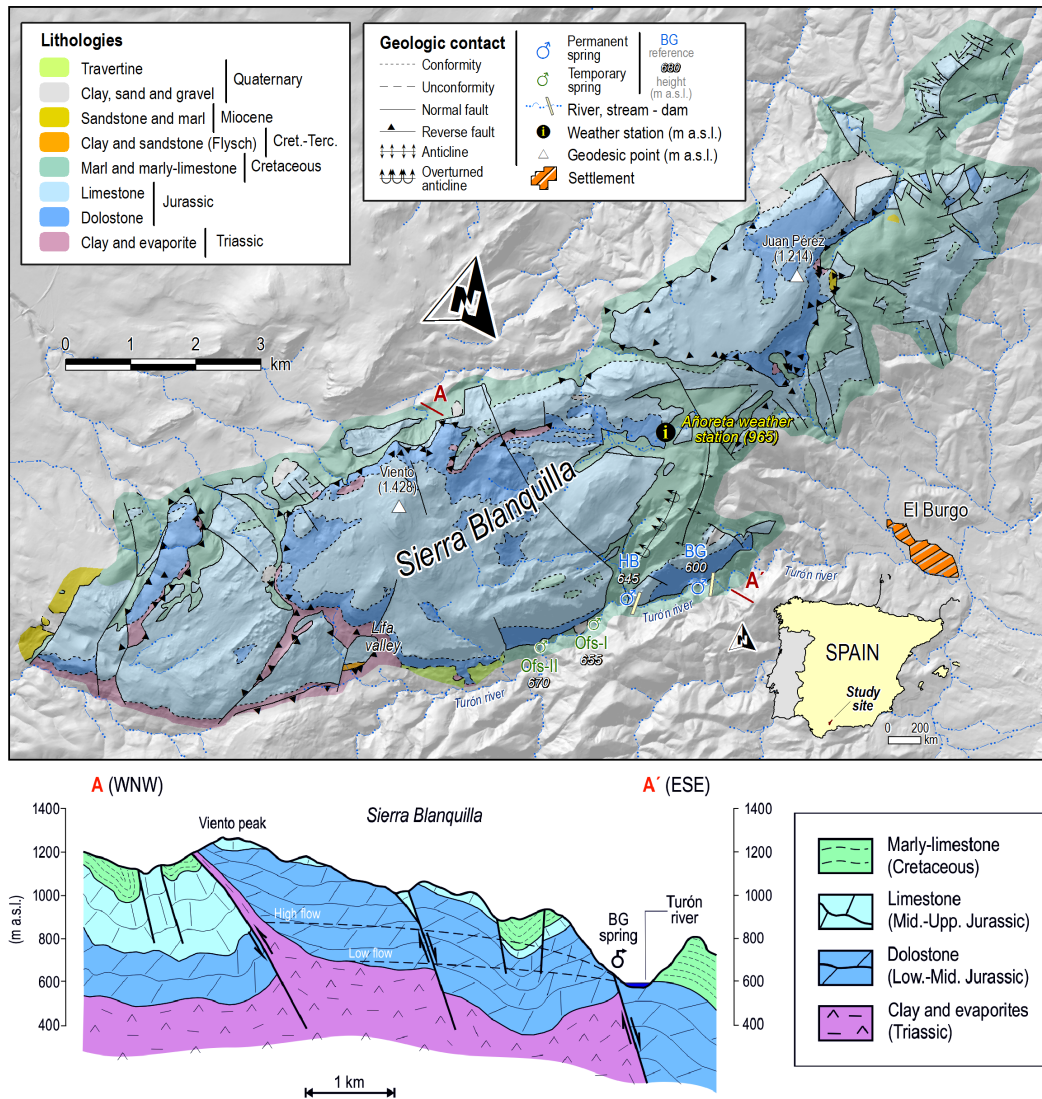 Lithologies
Travertine
Clay, sand and gravel
Quaternary
Sandstone and marl
Miocene
Clay and sandstone (Flysch)
Cret.-Terc.
Marl and marly-limestone
Cretaceous
Limestone
Dolostone
Jurassic
Clay and evaporite
Triassic
Geologic contact
Conformity
Unconformity
Normal fault
Reverse fault
Anticline
Overturned
anticline
Permanent
spring
Temporary
spring
BG
reference
680
height
(m a.s.l.)
River, stream - dam
Weather station (m a.s.l.)
Geodesic point (m a.s.l.)
Settlement
N
0 1 2 3
km
Juan Pérez
(1.214)
A
Añoreta weather
station (965)
Viento
(1.428)
Sierra Blanquilla
El Burgo
HB
645
BG
600
A´
Turón river
Turón river
Ofs-I
655
Ofs-II
670
Lifa
valley
Turón river
N
SPAIN
Study
site
0 200
km
A (WNW)
A´ (ESE)
Sierra Blanquilla
Viento peak
1400
1200
1000
800
600
400
(m a.s.l.)
High flow
Low flow
BG
spring
Turón
river
1400
1200
1000
800
600
400
(m a.s.l.)
1 km
Marly-limestone
(Cretaceous)
Limestone
(Mid.-Upp. Jurassic)
Dolostone
(Low.-Mid. Jurassic)
Clay and evaporites
(Triassic)